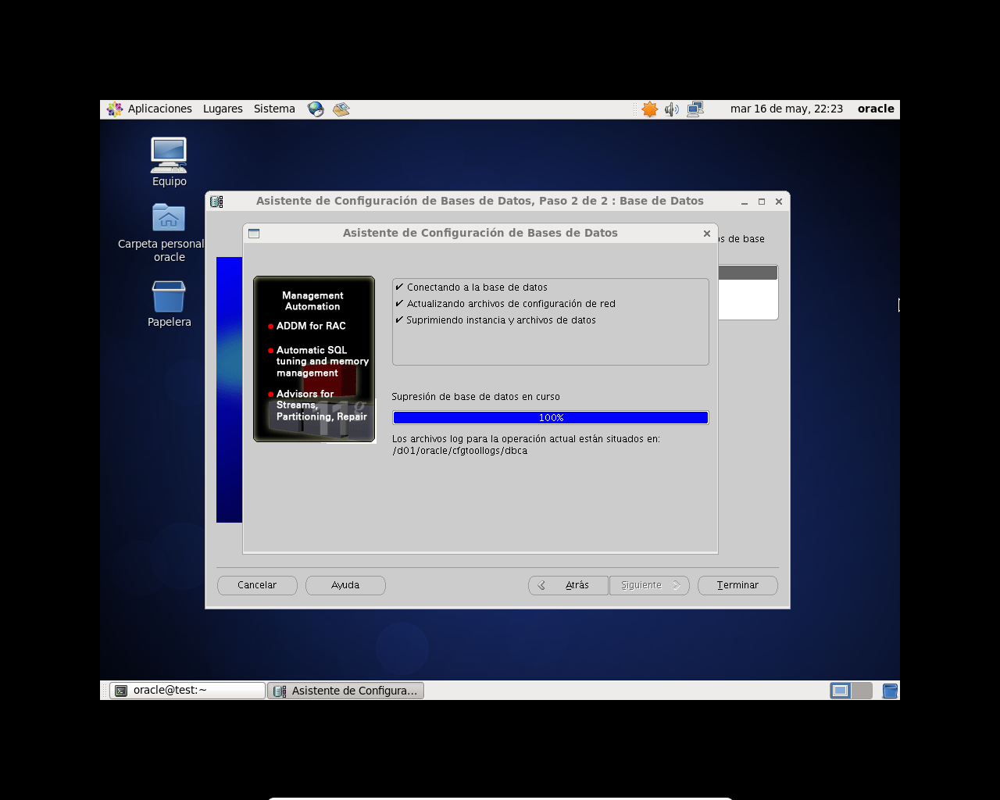 Aplicaciones Lugares Sistema mar 16 de may, 22:23 oracle
Equipo
Carpeta personal
oracle
Papelera
Asistente de Configuración de Bases de Datos, Paso 2 de 2 : Base de Datos
os de base
Asistente de Configuración de Bases de Datos
Management
Automation
ADDM for RAC
Automatic SQL
tuning and memory
management
Advisors for
Streams,
Partitioning, Repair
11g
✔ Conectando a la base de datos
✔ Actualizando archivos de configuración de red
✔ Suprimiendo instancia y archivos de datos
Supresión de base de datos en curso
100%
Los archivos log para la operación actual están situados en:
/d01/oracle/cfgtoollogs/dbca
Cancelar Ayuda Atrás Siguiente Terminar
oracle@test:~ Asistente de Configura...